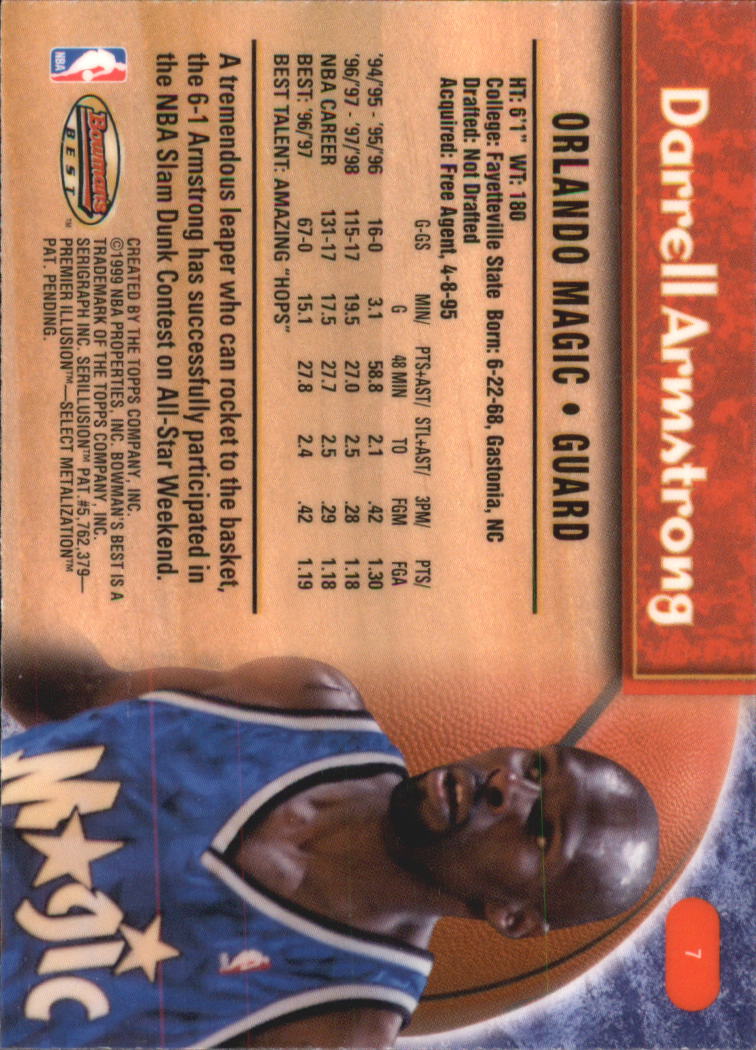 Darrell Armstrong
7
ORLANDO MAGIC • GUARD
HT: 6'1" WT: 180
College: Fayetteville State Born: 6-22-68, Gastonia, NC
Drafted: Not Drafted
Acquired: Free Agent, 4-8-95
MIN/ PTS+AST/ STL+AST/ 3PM/ PTS/
G-GS G 48 MIN TO FGM FGA
'94/'95 - '95/'96 16-0 3.1 58.8 2.1 .42 1.30
'96/'97 - '97/'98 115-17 19.5 27.0 2.5 .28 1.18
NBA CAREER 131-17 17.5 27.7 2.5 .29 1.18
BEST: '96/'97 67-0 15.1 27.8 2.4 .42 1.19
BEST TALENT: AMAZING "HOPS"
A tremendous leaper who can rocket to the basket,
the 6-1 Armstrong has successfully participated in
the NBA Slam Dunk Contest on All-Star Weekend.
NBA
Bowman's
BEST™
CREATED BY THE TOPPS COMPANY, INC.
©1999 NBA PROPERTIES, INC. BOWMAN'S BEST IS A
TRADEMARK OF THE TOPPS COMPANY, INC.
SERIGRAPH INC. SERILLUSION™ PAT.#5,762,379—
PREMIER ILLUSION™—SELECT METALIZATION™
PAT. PENDING.
Magic